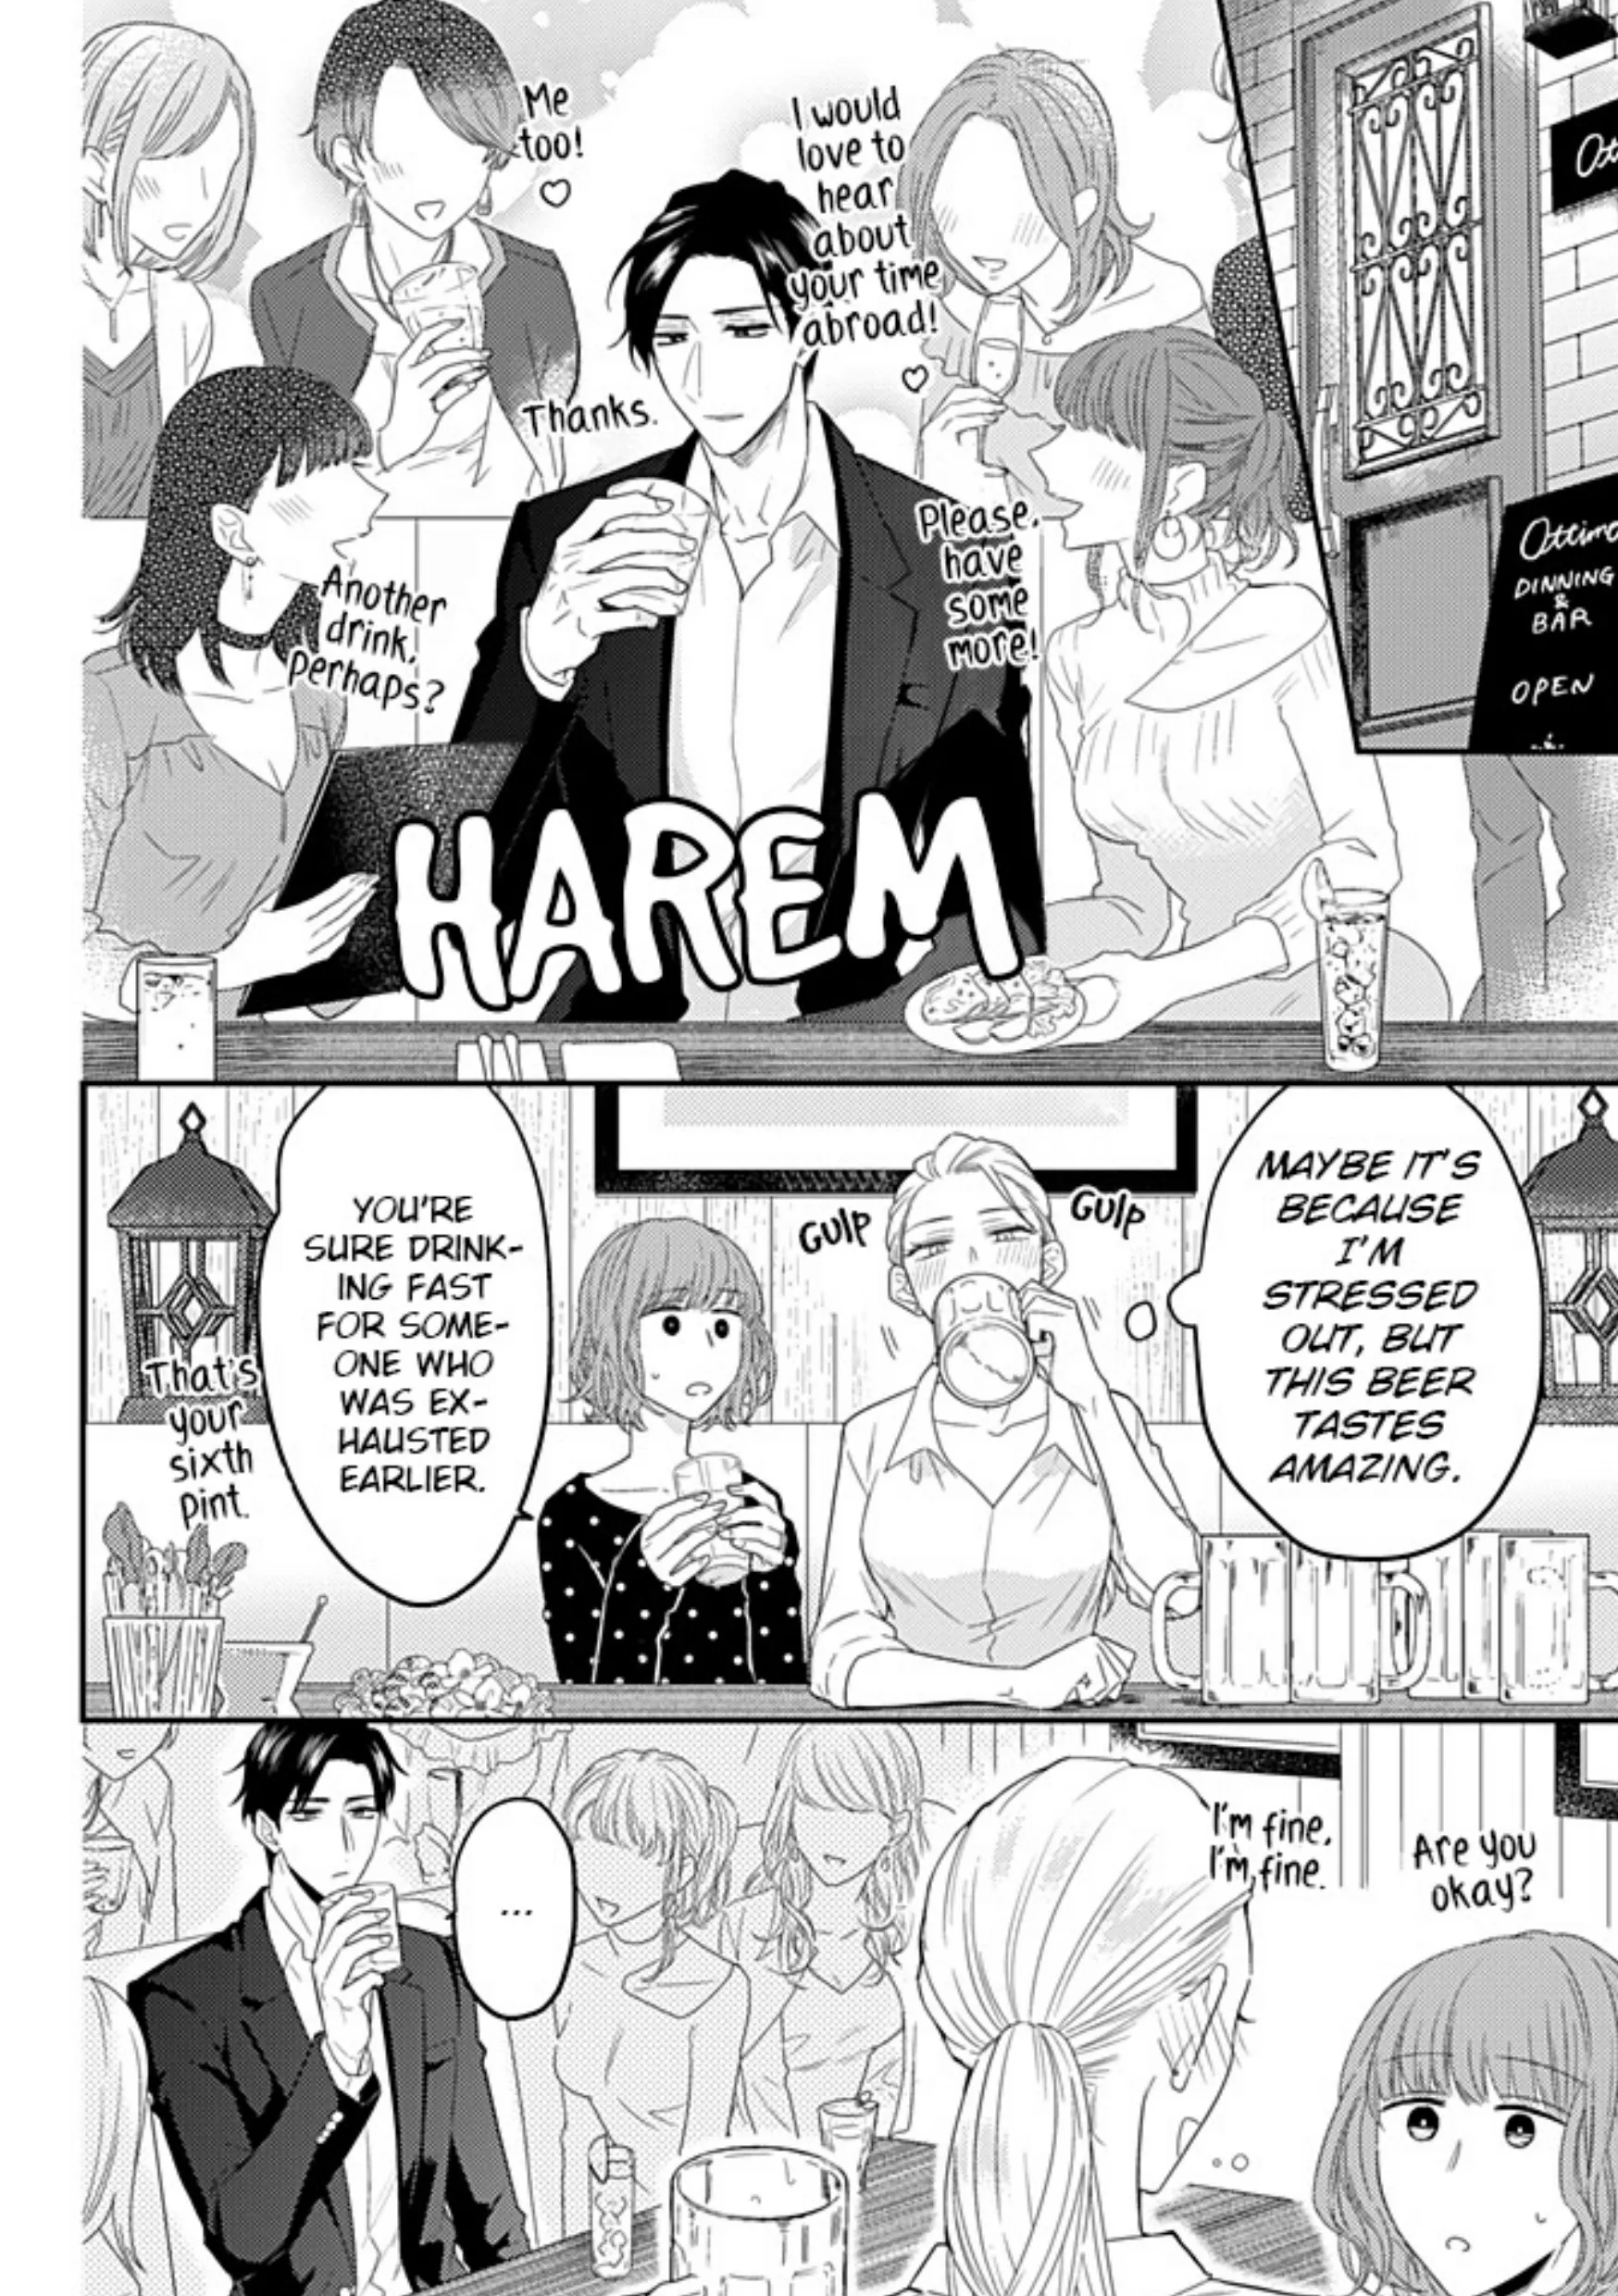 Ottimo
DINNING
&
BAR
OPEN
I would
love to
hear
about
your time
abroad!
♡
Me
too!
♡
Thanks.
Please,
have
some
more!
Another
drink,
perhaps?
HAREM
MAYBE IT'S
BECAUSE
I'M
STRESSED
OUT, BUT
THIS BEER
TASTES
AMAZING.
GULP
GULP
YOU'RE
SURE DRINK-
ING FAST
FOR SOME-
ONE WHO
WAS EX-
HAUSTED
EARLIER.
That's
your
sixth
pint.
Are you
okay?
I'm fine,
I'm fine.
...